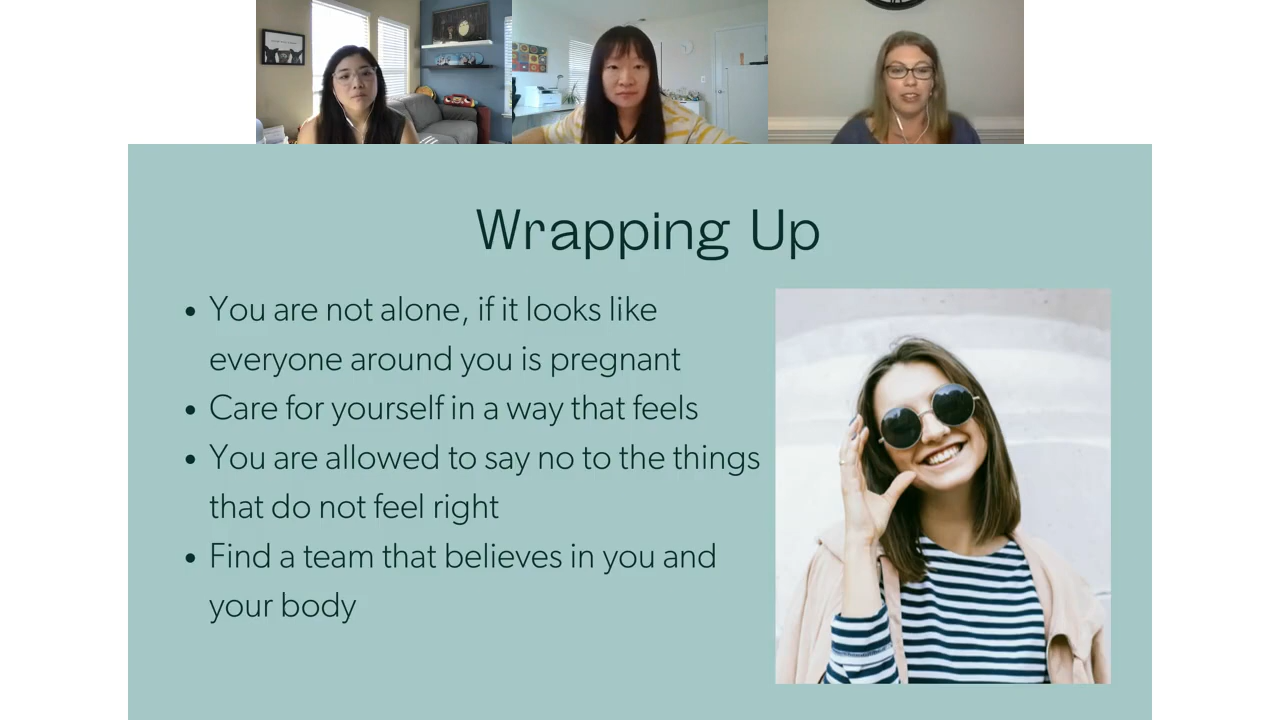 Wrapping Up
You are not alone, if it looks like
everyone around you is pregnant
Care for yourself in a way that feels
You are allowed to say no to the things
that do not feel right
Find a team that believes in you and
your body